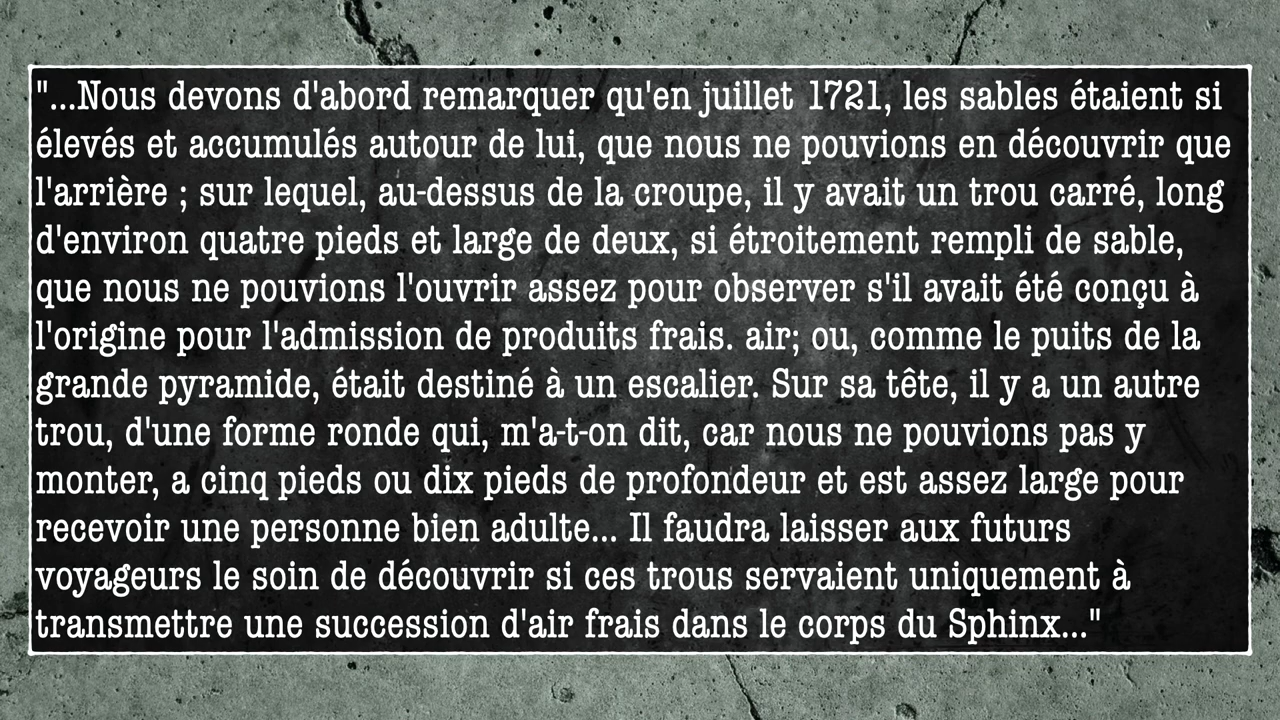 "...Nous devons d'abord remarquer qu'en juillet 1721, les sables étaient si
élevés et accumulés autour de lui, que nous ne pouvions en découvrir que
l'arrière ; sur lequel, au-dessus de la croupe, il y avait un trou carré, long
d'environ quatre pieds et large de deux, si étroitement rempli de sable,
que nous ne pouvions l'ouvrir assez pour observer s'il avait été conçu à
l'origine pour l'admission de produits frais. air; ou, comme le puits de la
grande pyramide, était destiné à un escalier. Sur sa tête, il y a un autre
trou, d'une forme ronde qui, m'a-t-on dit, car nous ne pouvions pas y
monter, a cinq pieds ou dix pieds de profondeur et est assez large pour
recevoir une personne bien adulte... Il faudra laisser aux futurs
voyageurs le soin de découvrir si ces trous servaient uniquement à
transmettre une succession d'air frais dans le corps du Sphinx..."